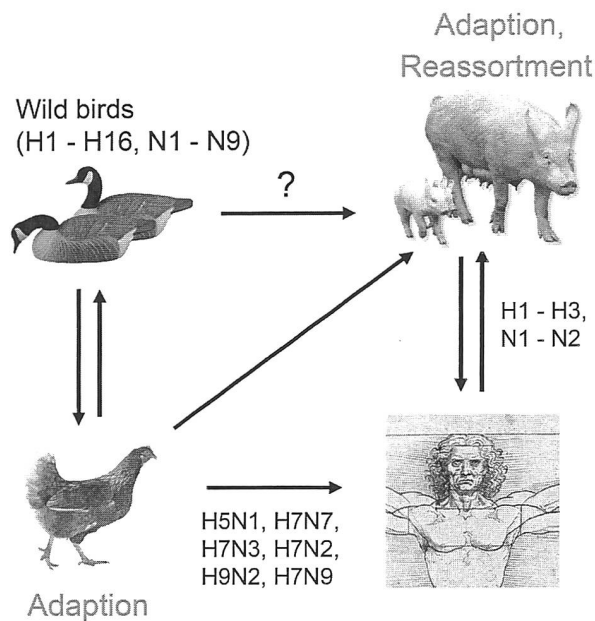 Adaption,
Reassortment
Wild birds
(H1 - H16, N1 - N9)
?
H1 - H3,
N1 - N2
H5N1, H7N7,
H7N3, H7N2,
H9N2, H7N9
Adaption